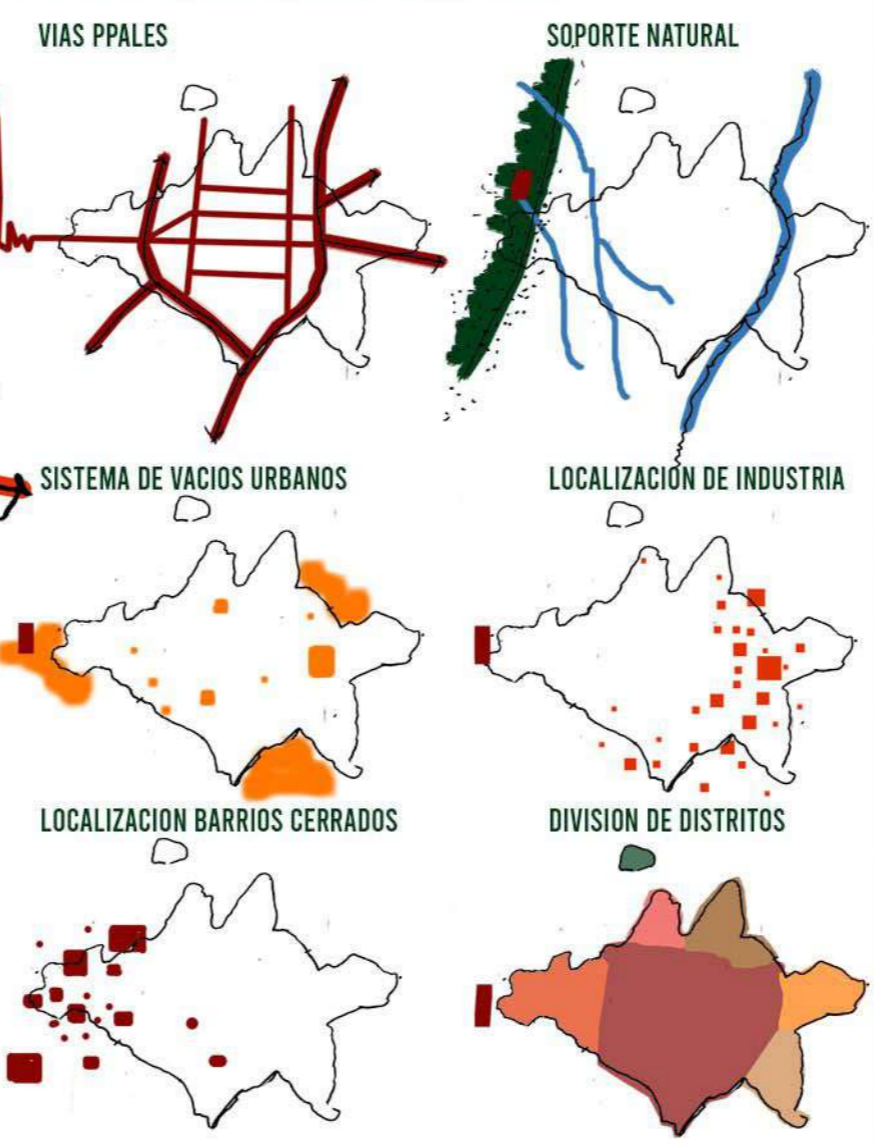 VIAS PPALES
SOPORTE NATURAL
SISTEMA DE VACIOS URBANOS
LOCALIZACION DE INDUSTRIA
LOCALIZACION BARRIOS CERRADOS
DIVISION DE DISTRITOS